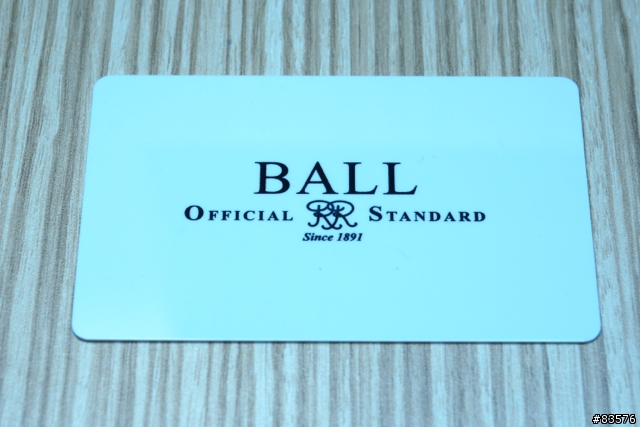 BALL
OFFICIAL RR STANDARD
Since 1891
#83576